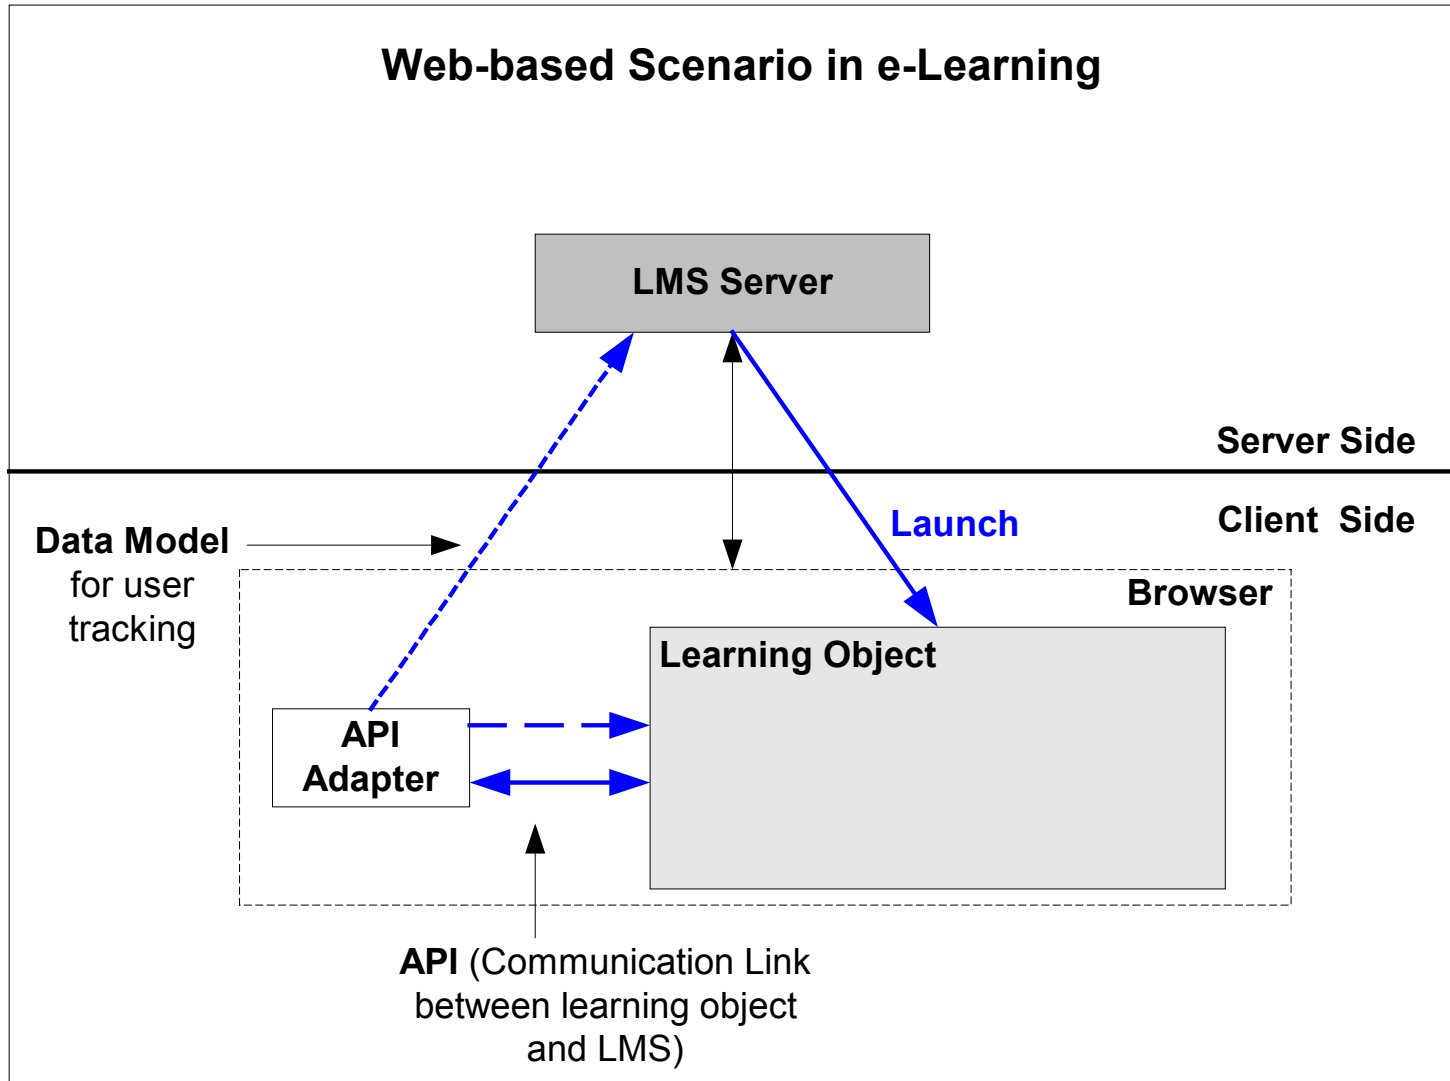 Web-based Scenario in e-Learning
LMS Server
Server Side
Client Side
Launch
Data Model
for user
tracking
Browser
Learning Object
API
Adapter
API (Communication Link
between learning object
and LMS)